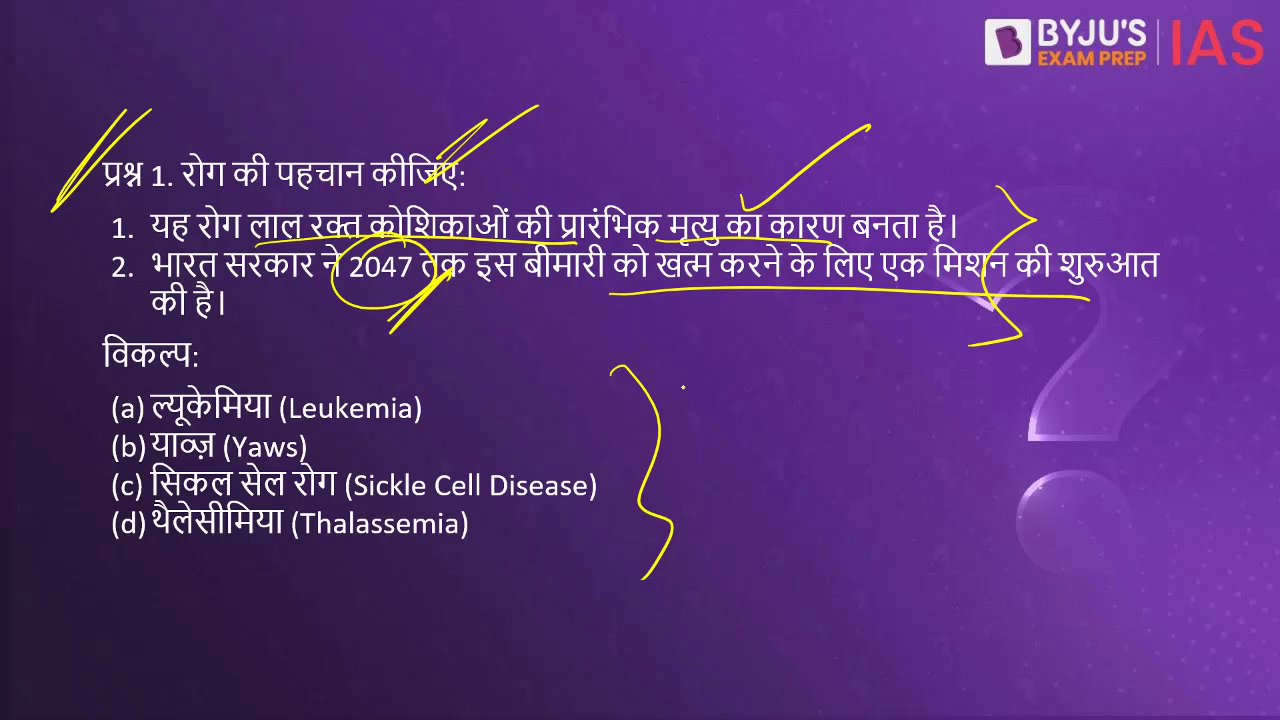 BYJU'S
EXAM PREP
IAS
प्रश्न 1. रोग की पहचान कीजिए:
1. यह रोग लाल रक्त कोशिकाओं की प्रारंभिक मृत्यु का कारण बनता है।
2. भारत सरकार ने 2047 तक इस बीमारी को खत्म करने के लिए एक मिशन की शुरुआत
की है।
विकल्प:
(a) ल्यूकेमिया (Leukemia)
(b) याव्ज़ (Yaws)
(c) सिकल सेल रोग (Sickle Cell Disease)
(d) थैलेसीमिया (Thalassemia)